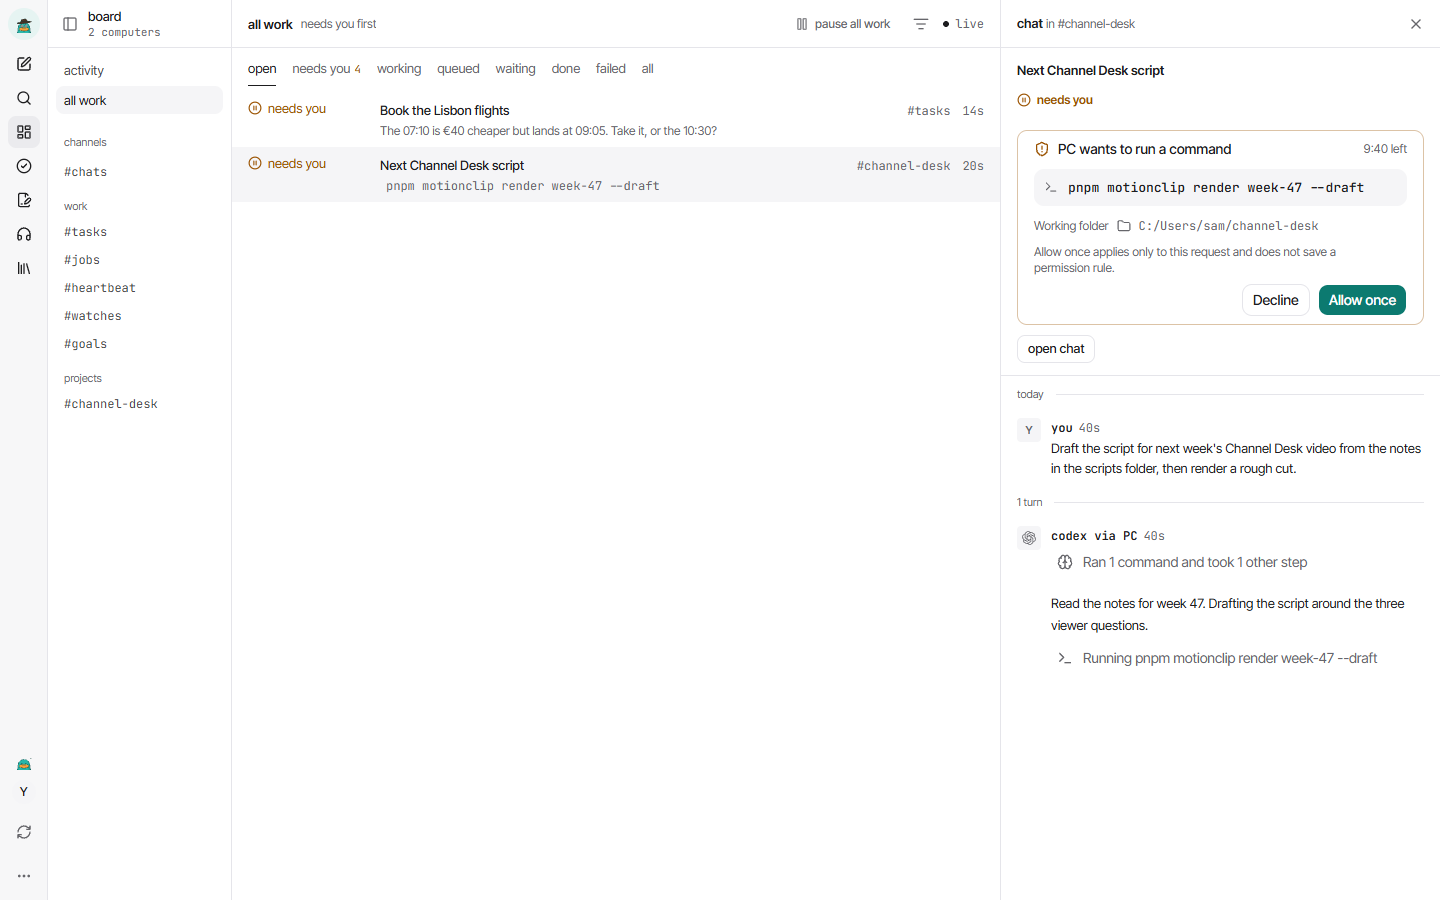 board
2 computers
activity
all work
channels
#chats
work
#tasks
#jobs
#heartbeat
#watches
#goals
projects
#channel-desk
Y
all work needs you first
pause all work
live
open needs you 4 working queued waiting done failed all
needs you
Book the Lisbon flights
#tasks 14s
The 07:10 is €40 cheaper but lands at 09:05. Take it, or the 10:30?
needs you
Next Channel Desk script
#channel-desk 20s
pnpm motionclip render week-47 --draft
chat in #channel-desk
Next Channel Desk script
needs you
PC wants to run a command
9:40 left
pnpm motionclip render week-47 --draft
Working folder C:/Users/sam/channel-desk
Allow once applies only to this request and does not save a
permission rule.
Decline
Allow once
open chat
today
Y
you 40s
Draft the script for next week's Channel Desk video from the notes
in the scripts folder, then render a rough cut.
1 turn
codex via PC 40s
Ran 1 command and took 1 other step
Read the notes for week 47. Drafting the script around the three
viewer questions.
Running pnpm motionclip render week-47 --draft